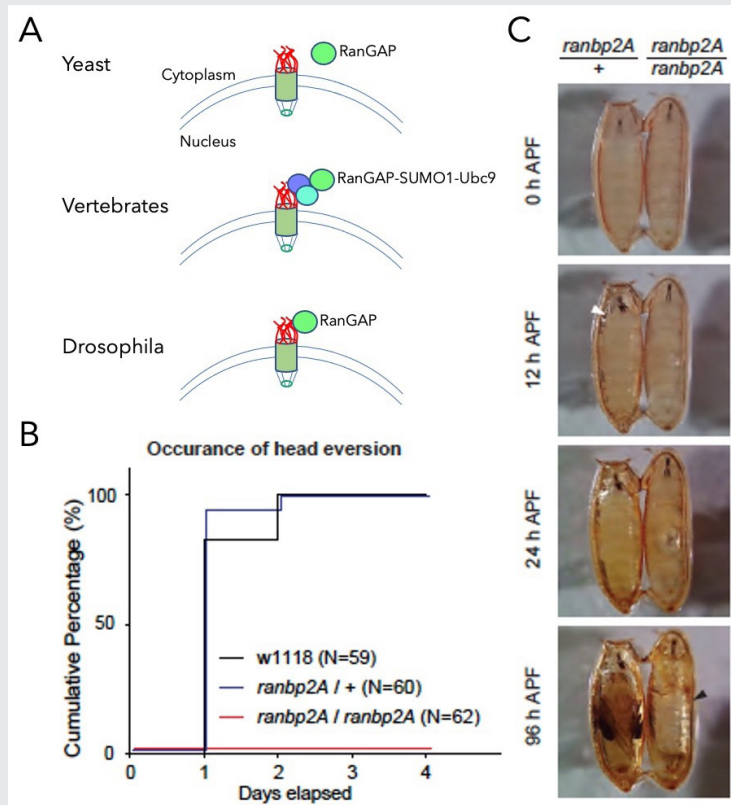 A
Yeast
RanGAP
Cytoplasm
Nucleus
Vertebrates
RanGAP-SUMO1-Ubc9
Drosophila
RanGAP
B
Occurance of head eversion
Cumulative Percentage (%)
100
50
0
w1118 (N=59)
ranbp2A / + (N=60)
ranbp2A / ranbp2A (N=62)
0 1 2 3 4
Days elapsed
C
ranbp2A ranbp2A
+ ranbp2A
0 h APF
12 h APF
24 h APF
96 h APF